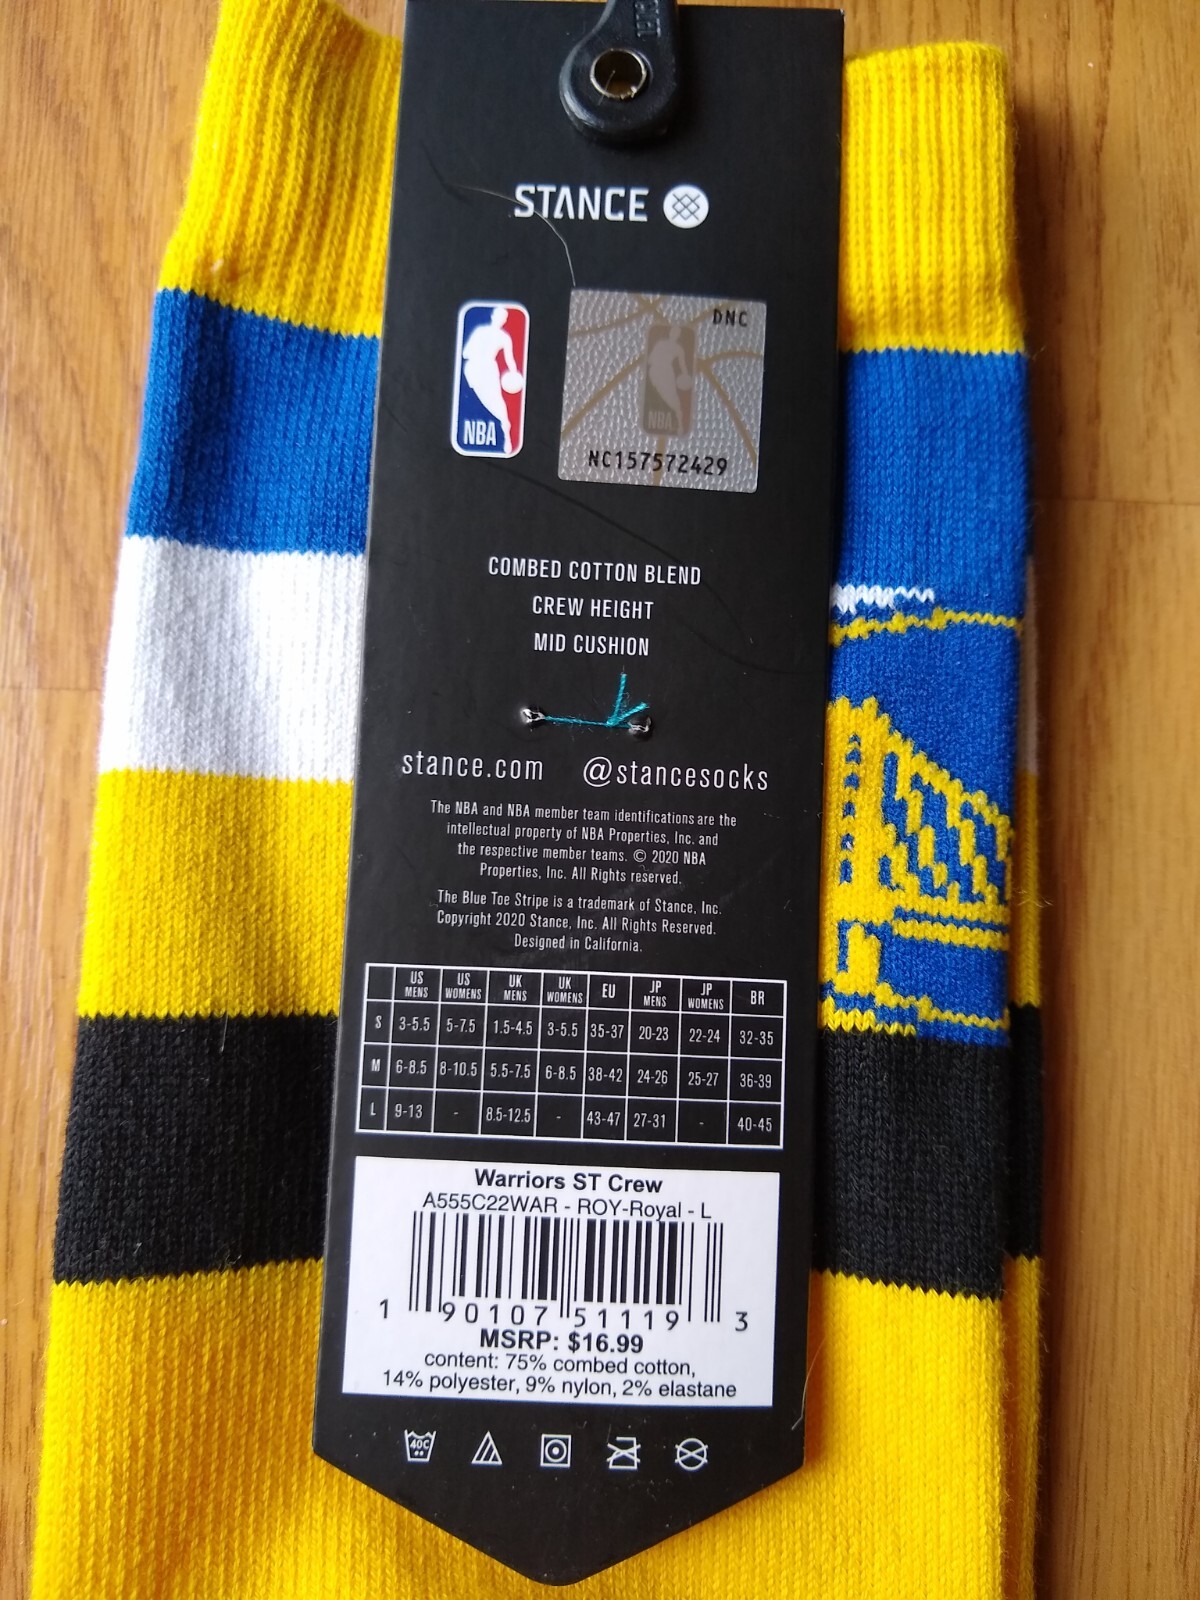 STANCE
NBA
DNC
NBA
NC157572429
COMBED COTTON BLEND
CREW HEIGHT
MID CUSHION
stance.com @stancesocks
The NBA and NBA member team identifications are the
intellectual property of NBA Properties, Inc. and
the respective member teams. © 2020 NBA
Properties, Inc. All Rights reserved.
The Blue Toe Stripe is a trademark of Stance, Inc.
Copyright 2020 Stance, Inc. All Rights Reserved.
Designed in California.
US MENS US WOMENS UK MENS UK WOMENS EU JP MENS JP WOMENS BR
S 3-5.5 5-7.5 1.5-4.5 3-5.5 35-37 20-23 22-24 32-35
M 6-8.5 8-10.5 5.5-7.5 6-8.5 38-42 24-26 25-27 36-39
L 9-13 - 8.5-12.5 - 43-47 27-31 - 40-45
Warriors ST Crew
A555C22WAR - ROY-Royal - L
1 90107 51119 3
MSRP: $16.99
content: 75% combed cotton,
14% polyester, 9% nylon, 2% elastane
40C